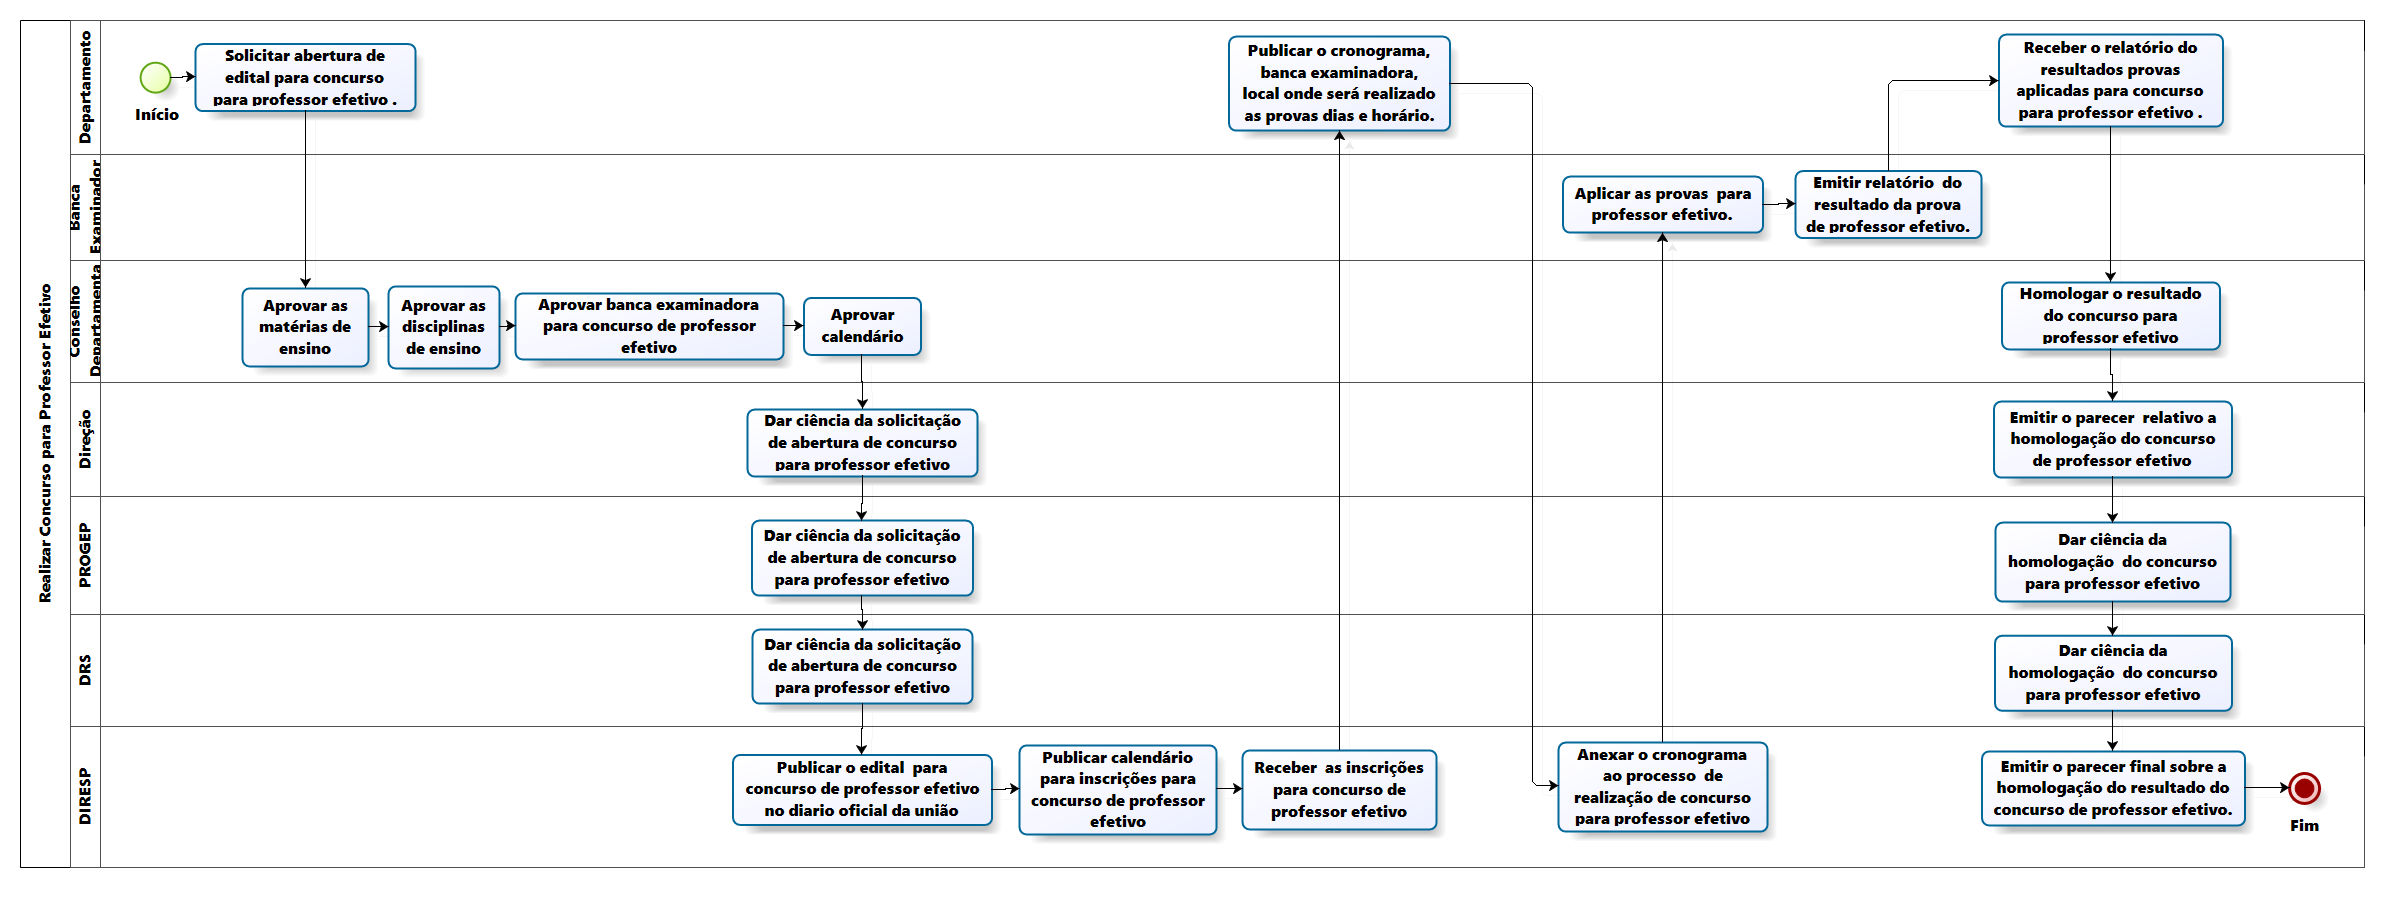 Realizar Concurso para Professor Efetivo
Departamento
Início
Solicitar abertura de
edital para concurso
para professor efetivo .
Publicar o cronograma,
banca examinadora,
local onde será realizado
as provas dias e horário.
Receber o relatório do
resultados provas
aplicadas para concurso
para professor efetivo .
Banca
Examinador
Aplicar as provas  para
professor efetivo.
Emitir relatório  do
resultado da prova
de professor efetivo.
Conselho
Departamenta
Aprovar as
matérias de
ensino
Aprovar as
disciplinas
de ensino
Aprovar banca examinadora
para concurso de professor
efetivo
Aprovar
calendário
Homologar o resultado
do concurso para
professor efetivo
Direção
Dar ciência da solicitação
de abertura de concurso
para professor efetivo
Emitir o parecer  relativo a
homologação do concurso
de professor efetivo
PROGEP
Dar ciência da solicitação
de abertura de concurso
para professor efetivo
Dar ciência da
homologação  do concurso
para professor efetivo
DRS
Dar ciência da solicitação
de abertura de concurso
para professor efetivo
Dar ciência da
homologação  do concurso
para professor efetivo
DIRESP
Publicar o edital  para
concurso de professor efetivo
no diario oficial da união
Publicar calendário
para inscrições para
concurso de professor
efetivo
Receber  as inscrições
para concurso de
professor efetivo
Anexar o cronograma
ao processo  de
realização de concurso
para professor efetivo
Emitir o parecer final sobre a
homologação do resultado do
concurso de professor efetivo.
Fim